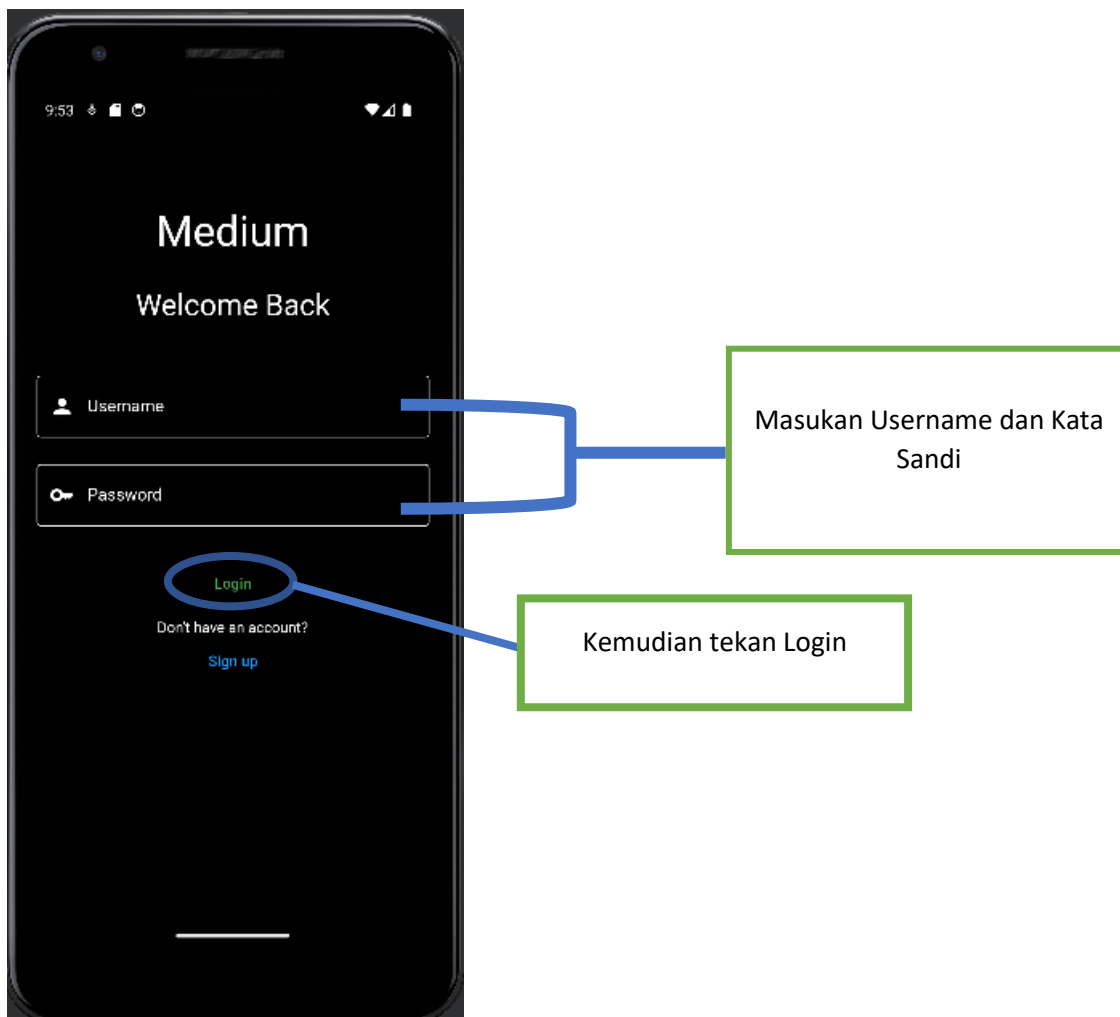 9:53
Medium
Welcome Back
Username
Password
Masukan Username dan Kata
Sandi
Login
Kemudian tekan Login
Don't have an account?
Sign up